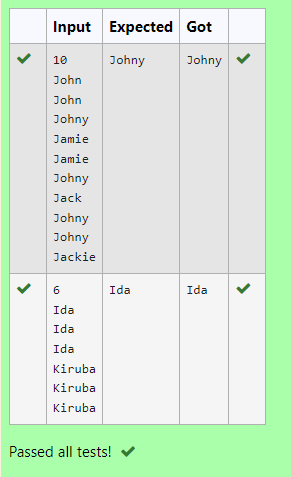 Input Expected Got
10 Johny Johny
John
John
Johny
Jamie
Jamie
Johny
Jack
Johny
Johny
Jackie
6 Ida Ida
Ida
Ida
Ida
Kiruba
Kiruba
Kiruba
Passed all tests!